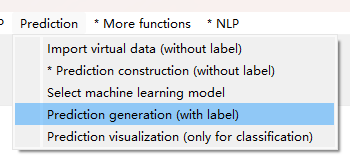 Prediction * More functions * NLP
Import virtual data (without label)
* Prediction construction (without label)
Select machine learning model
Prediction generation (with label)
Prediction visualization (only for classification)